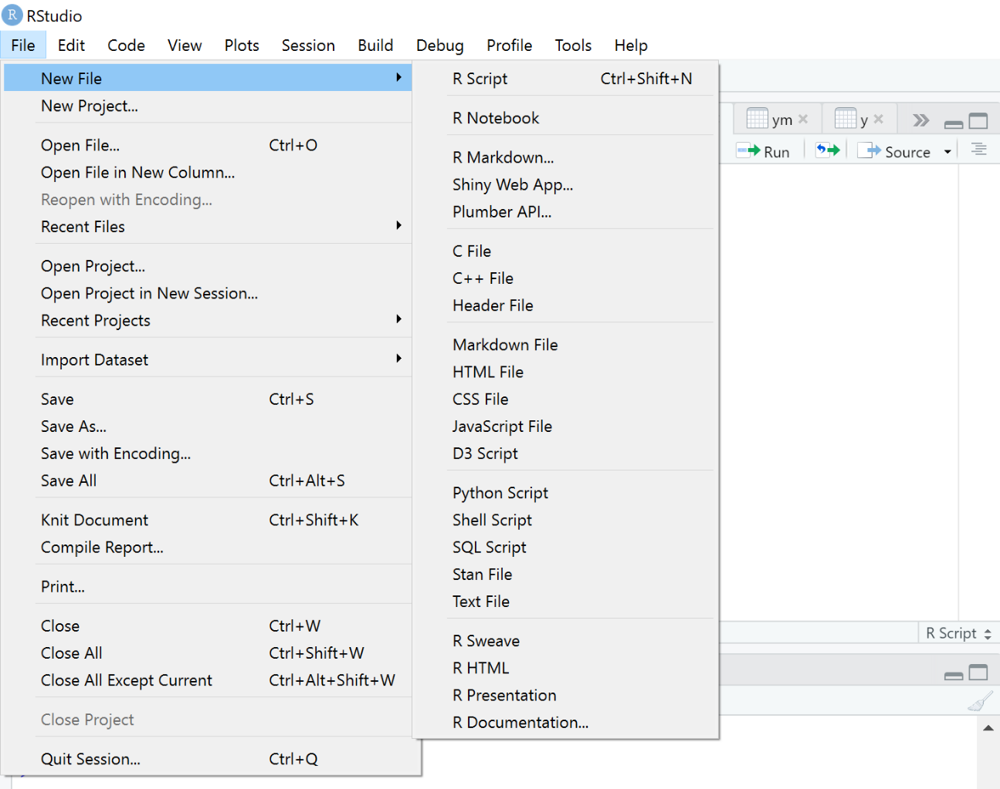 R RStudio
File Edit Code View Plots Session Build Debug Profile Tools Help
New File
New Project...
Open File... Ctrl+O
Open File in New Column...
Reopen with Encoding...
Recent Files
Open Project...
Open Project in New Session...
Recent Projects
Import Dataset
Save Ctrl+S
Save As...
Save with Encoding...
Save All Ctrl+Alt+S
Knit Document Ctrl+Shift+K
Compile Report...
Print...
Close Ctrl+W
Close All Ctrl+Shift+W
Close All Except Current Ctrl+Alt+Shift+W
Close Project
Quit Session... Ctrl+Q
R Script Ctrl+Shift+N
R Notebook
R Markdown...
Shiny Web App...
Plumber API...
C File
C++ File
Header File
Markdown File
HTML File
CSS File
JavaScript File
D3 Script
Python Script
Shell Script
SQL Script
Stan File
Text File
R Sweave
R HTML
R Presentation
R Documentation...
ym y
Run Source
R Script